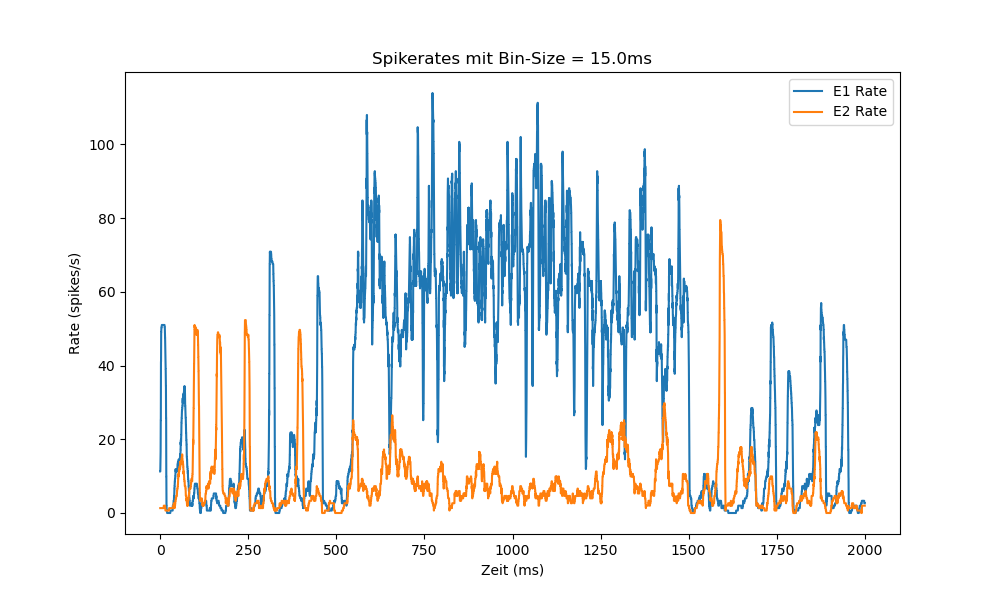 Spikerates mit Bin-Size = 15.0ms
E1 Rate
E2 Rate
Rate (spikes/s)
100
80
60
40
20
0
0 250 500 750 1000 1250 1500 1750 2000
Zeit (ms)